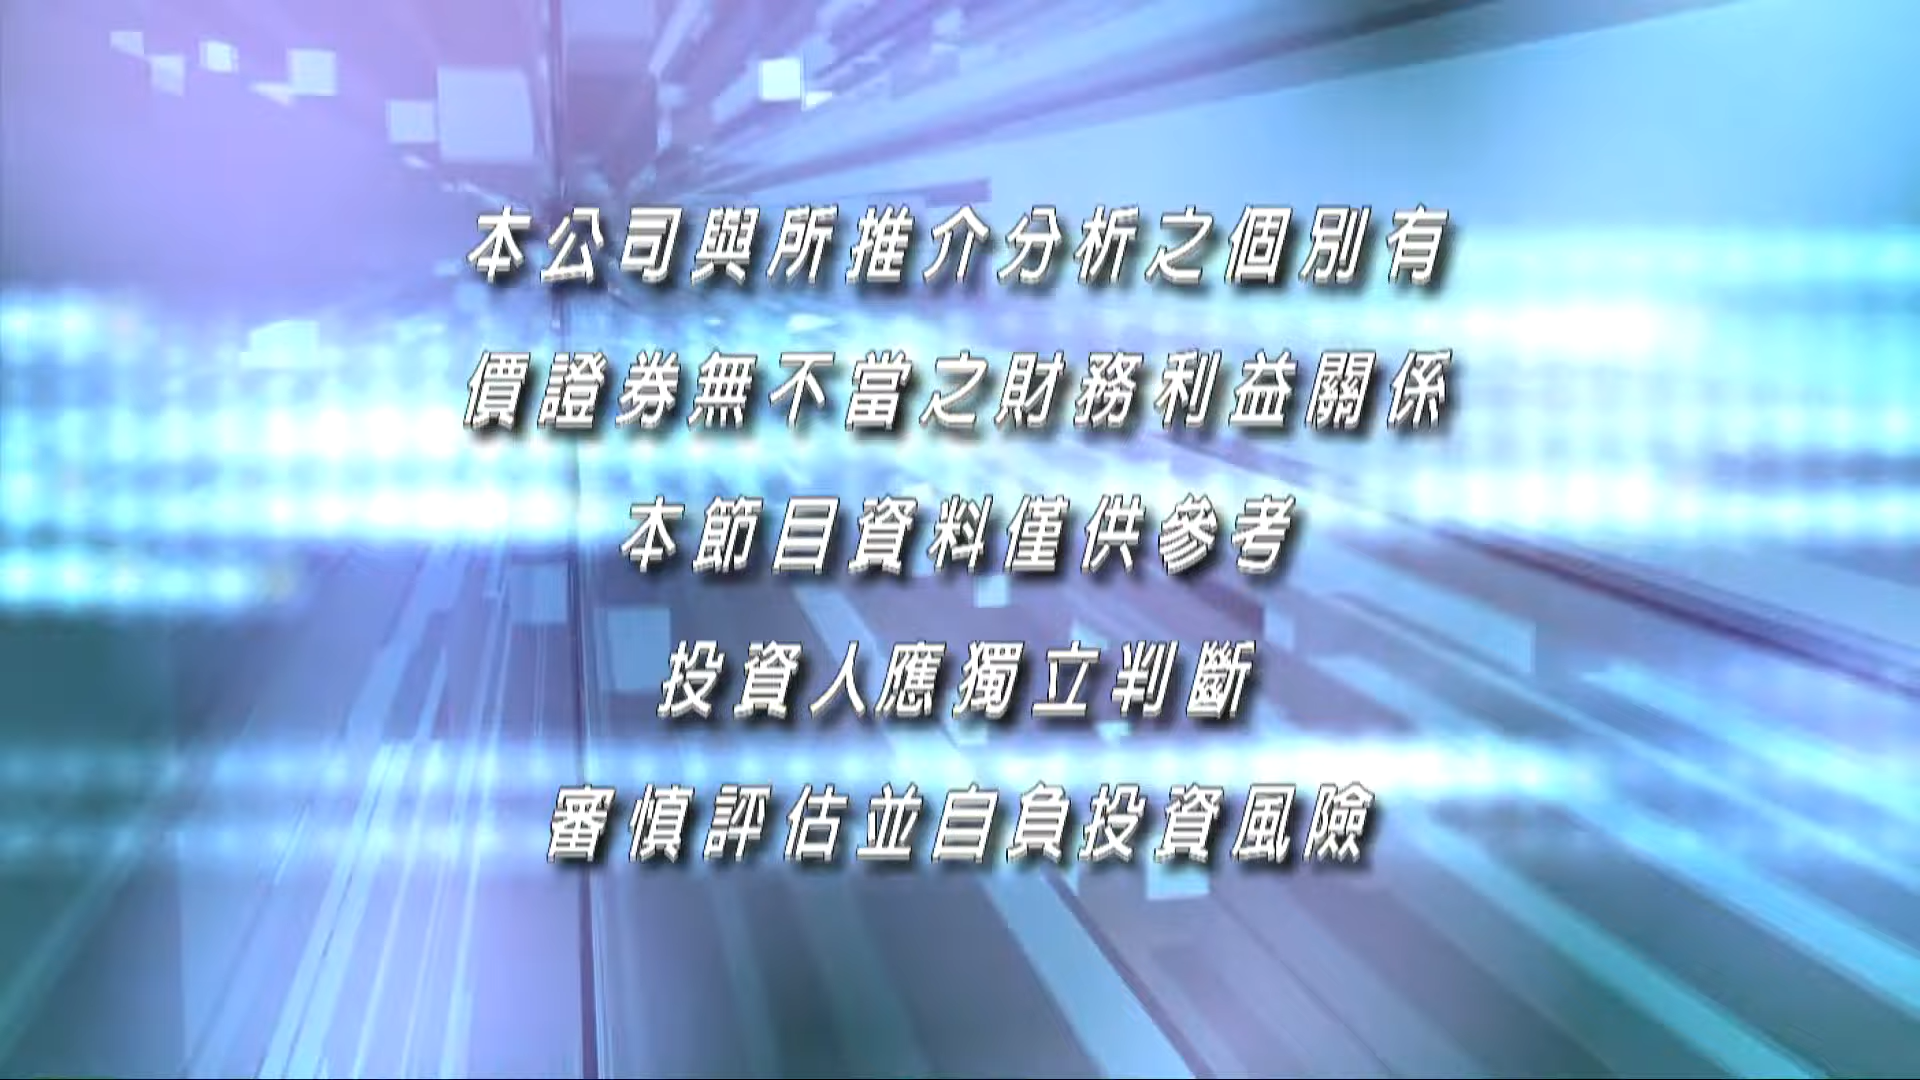 本公司與所推介分析之個別有
價證券無不當之財務利益關係
本節目資料僅供參考
投資人應獨立判斷
審慎評估並自負投資風險